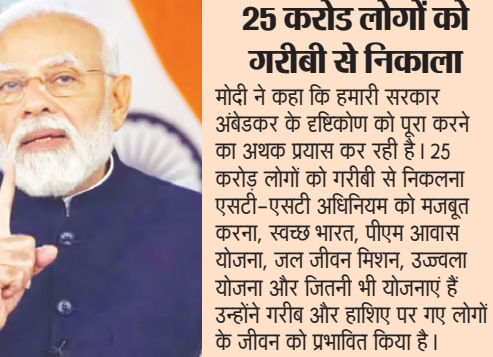 25 करोड लोगों को
गरीबी से निकाला
मोदी ने कहा कि हमारी सरकार
अंबेडकर के दृष्टिकोण को पूरा करने
का अथक प्रयास कर रही है। 25
करोड़ लोगों को गरीबी से निकलना
एसटी-एसटी अधिनियम को मजबूत
करना, स्वच्छ भारत, पीएम आवास
योजना, जल जीवन मिशन, उज्ज्वला
योजना और जितनी भी योजनाएं हैं
उन्होंने गरीब और हाशिए पर गए लोगों
के जीवन को प्रभावित किया है।